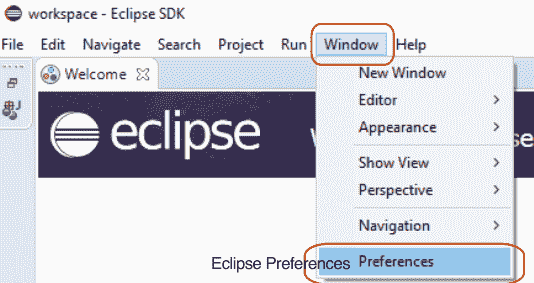 workspace - Eclipse SDK
File Edit Navigate Search Project Run Window Help
Welcome
New Window
Editor
Appearance
Show View
Perspective
Navigation
Preferences
eclipse
Eclipse Preferences